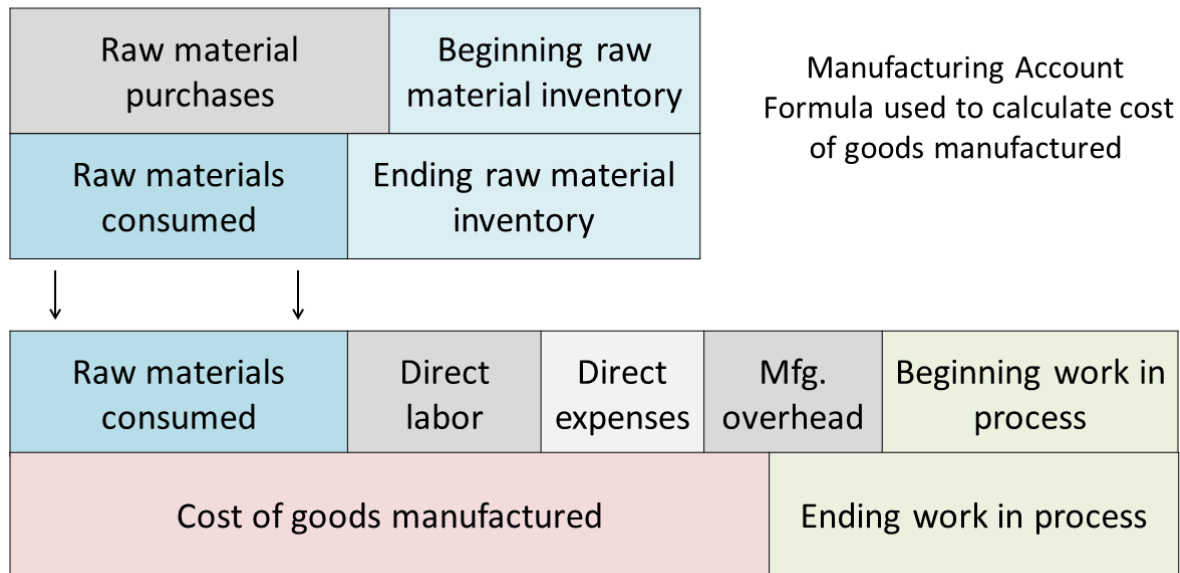 Raw material
purchases
Beginning raw
material inventory
Manufacturing Account
Formula used to calculate cost
of goods manufactured
Raw materials
consumed
Ending raw material
inventory
Raw materials
consumed
Direct
labor
Direct
expenses
Mfg.
overhead
Beginning work in
process
Cost of goods manufactured
Ending work in process